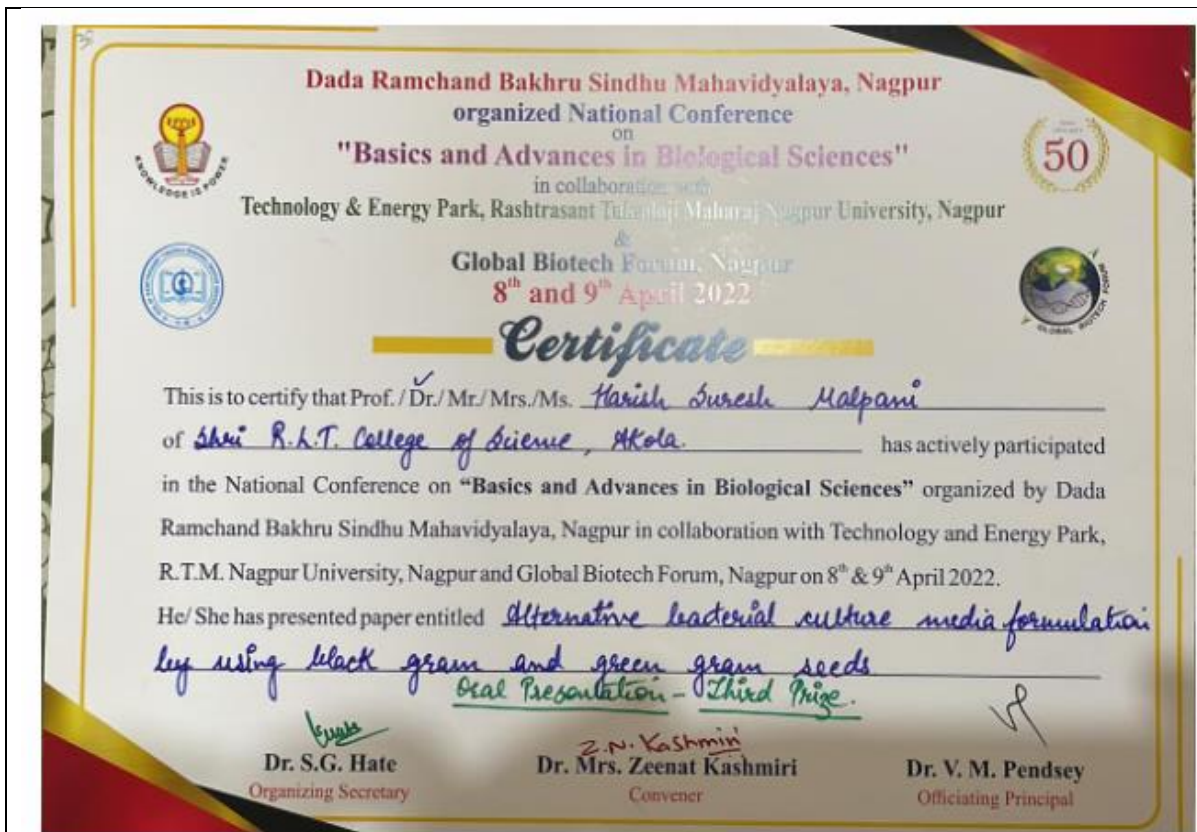 Dada Ramchand Bakhru Sindhu Mahavidyalaya, Nagpur
organized National Conference
on
"Basics and Advances in Biological Sciences"
in collaboration with
Technology & Energy Park, Rashtrasant Tukadoji Maharaj Nagpur University, Nagpur
&
Global Biotech Forum, Nagpur
8th and 9th April 2022
KNOWLEDGE IS POWER
50
GLOBAL BIOTECH FORUM
Certificate
This is to certify that Prof./Dr./Mr./Mrs./Ms. Harish Suresh Malpani
of Shri R.L.T. College of Science, Akola. has actively participated
in the National Conference on "Basics and Advances in Biological Sciences" organized by Dada
Ramchand Bakhru Sindhu Mahavidyalaya, Nagpur in collaboration with Technology and Energy Park,
R.T.M. Nagpur University, Nagpur and Global Biotech Forum, Nagpur on 8th & 9th April 2022.
He/ She has presented paper entitled Alternative bacterial culture media formulation
by using black gram and green gram seeds
Oral Presentation - Third Prize.
Z.N. Kashmiri
Dr. S.G. Hate
Organizing Secretary
Dr. Mrs. Zeenat Kashmiri
Convener
Dr. V. M. Pendsey
Officiating Principal